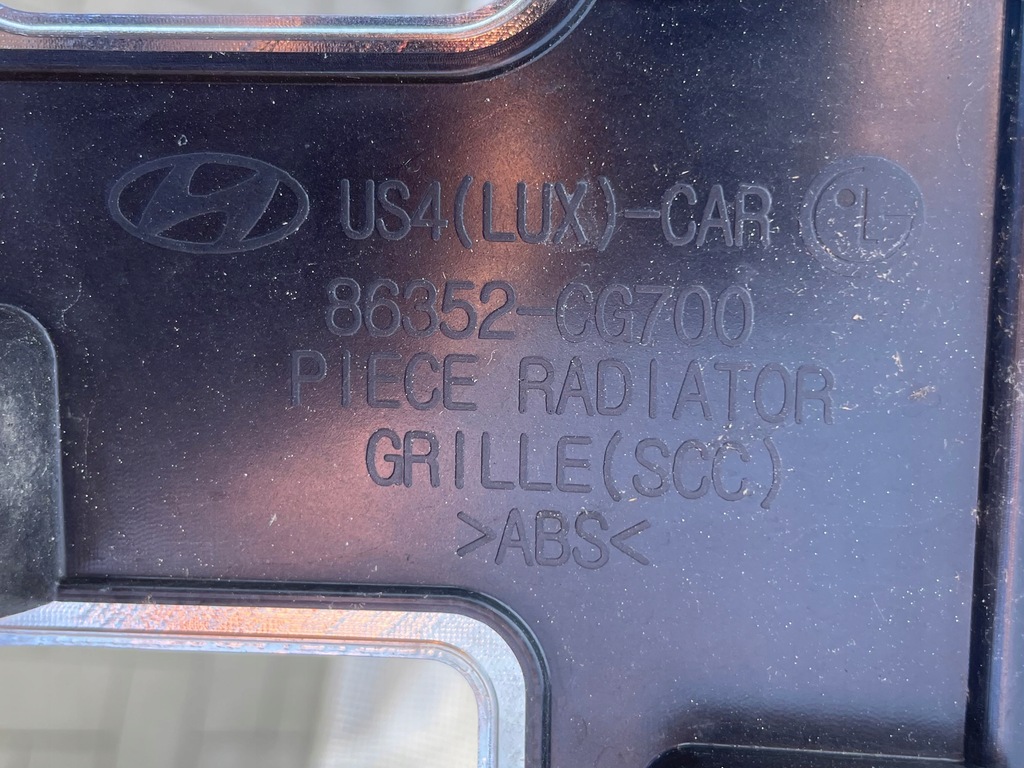 US4(LUX)-CAR
86352-CG700
PIECE RADIATOR
GRILLE(SCC)
>ABS<